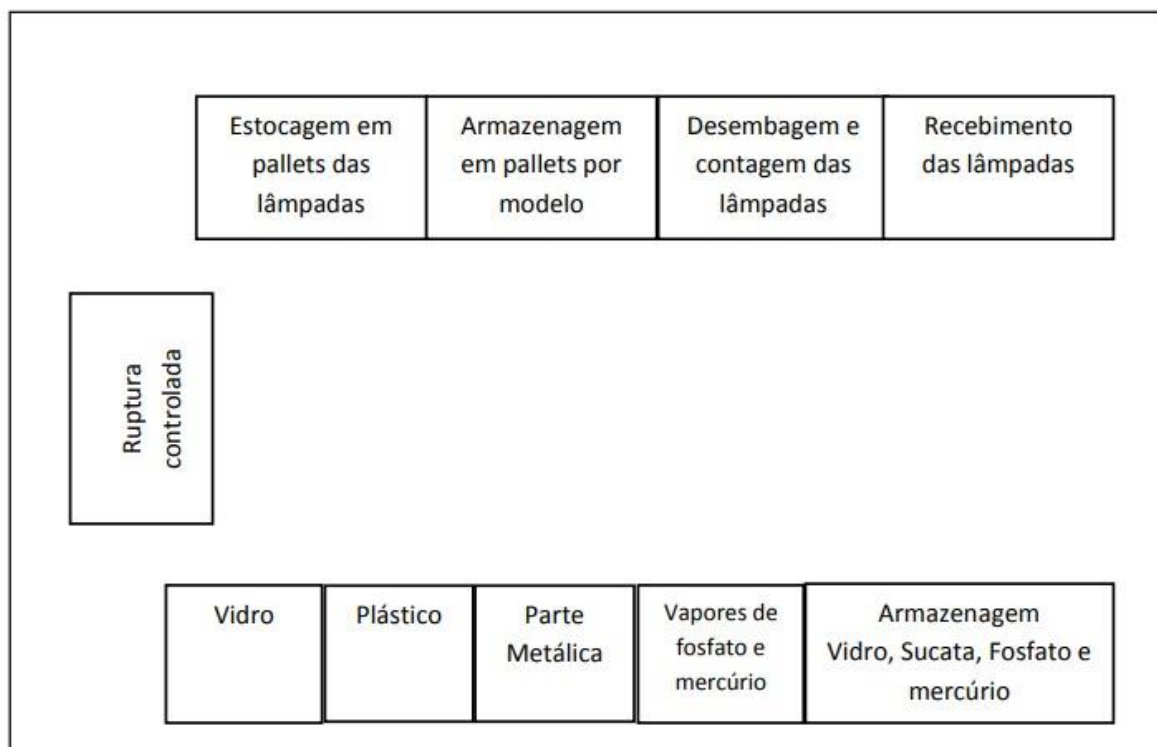 Estocagem em
pallets das
lâmpadas
Armazenagem
em pallets por
modelo
Desembagem e
contagem das
lâmpadas
Recebimento
das lâmpadas
Ruptura
controlada
Vidro
Plástico
Parte
Metálica
Vapores de
fosfato e
mercúrio
Armazenagem
Vidro, Sucata, Fosfato e
mercúrio